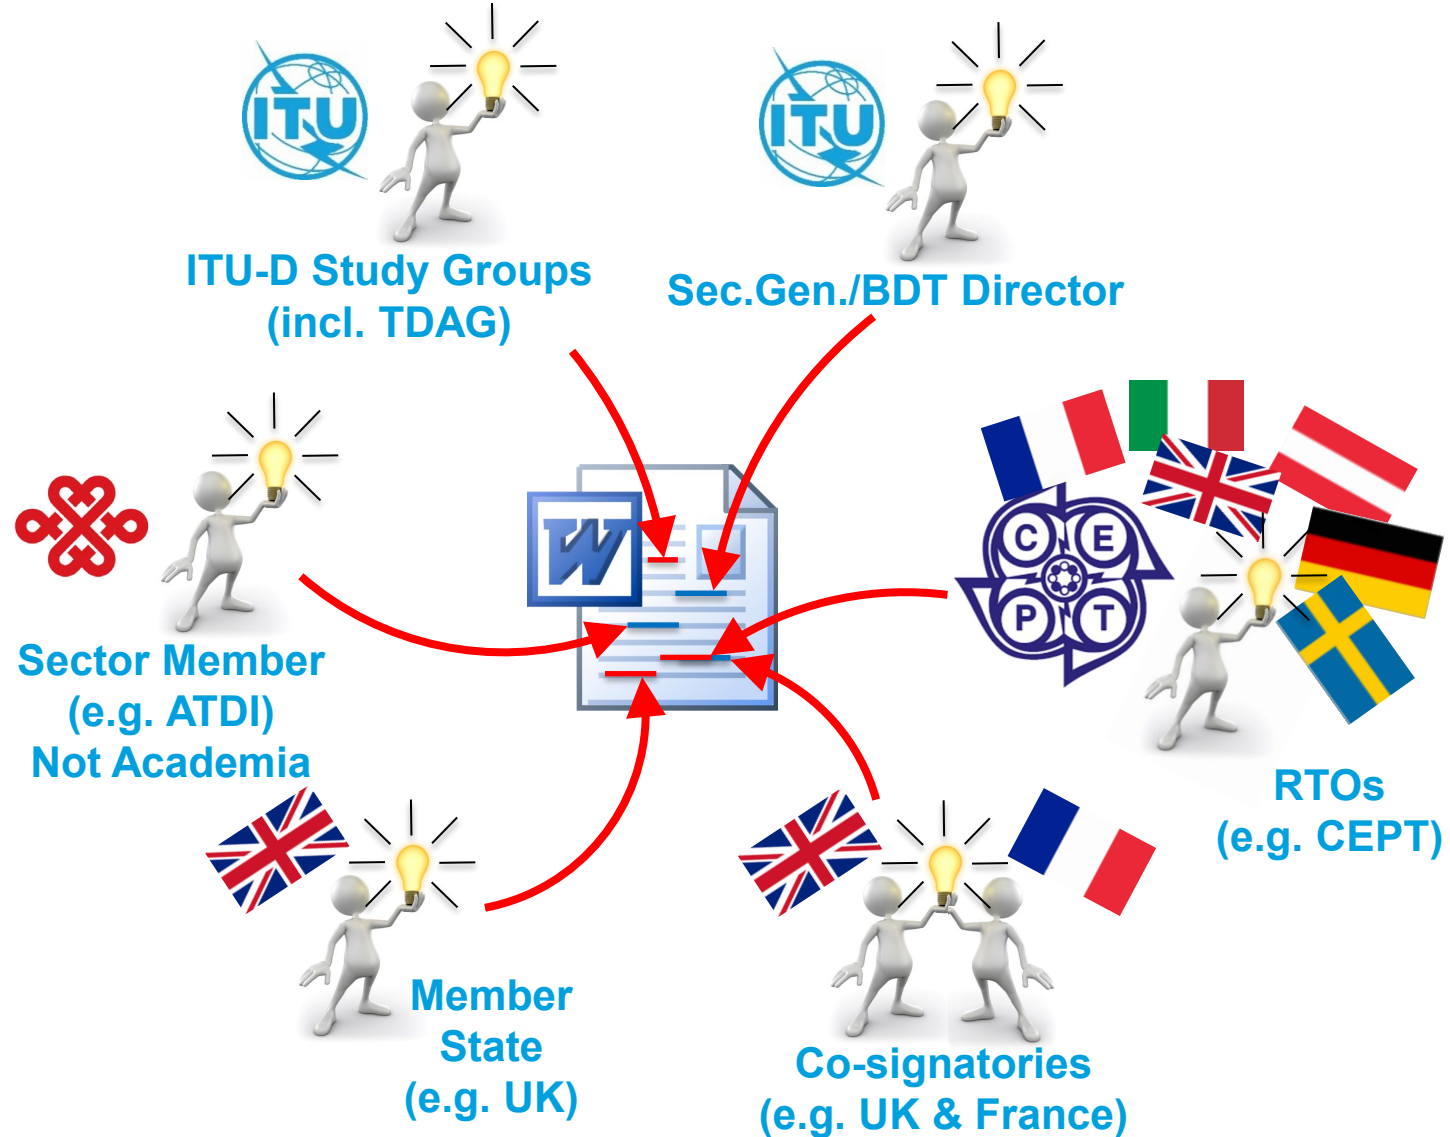 ITU
ITU
ITU-D Study Groups
(incl. TDAG)
Sec.Gen./BDT Director
W
C E
P T
Sector Member
(e.g. ATDI)
Not Academia
RTOs
(e.g. CEPT)
Member
State
(e.g. UK)
Co-signatories
(e.g. UK & France)